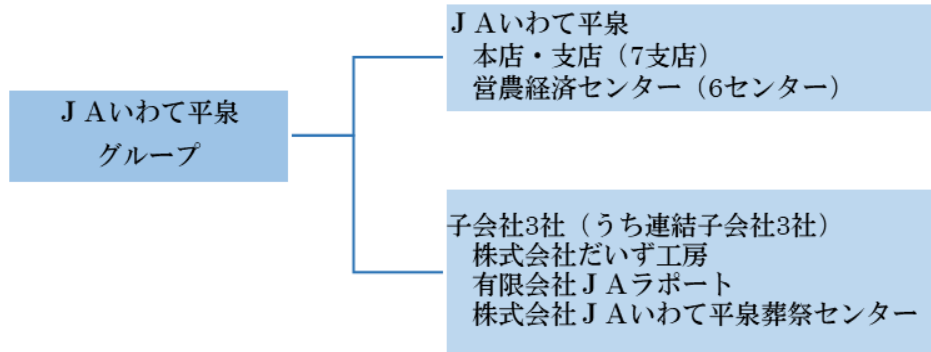 ＪＡいわて平泉
グループ
ＪＡいわて平泉
本店・支店（7支店）
営農経済センター（6センター）
子会社3社（うち連結子会社3社）
株式会社だいず工房
有限会社ＪＡラポート
株式会社ＪＡいわて平泉葬祭センター